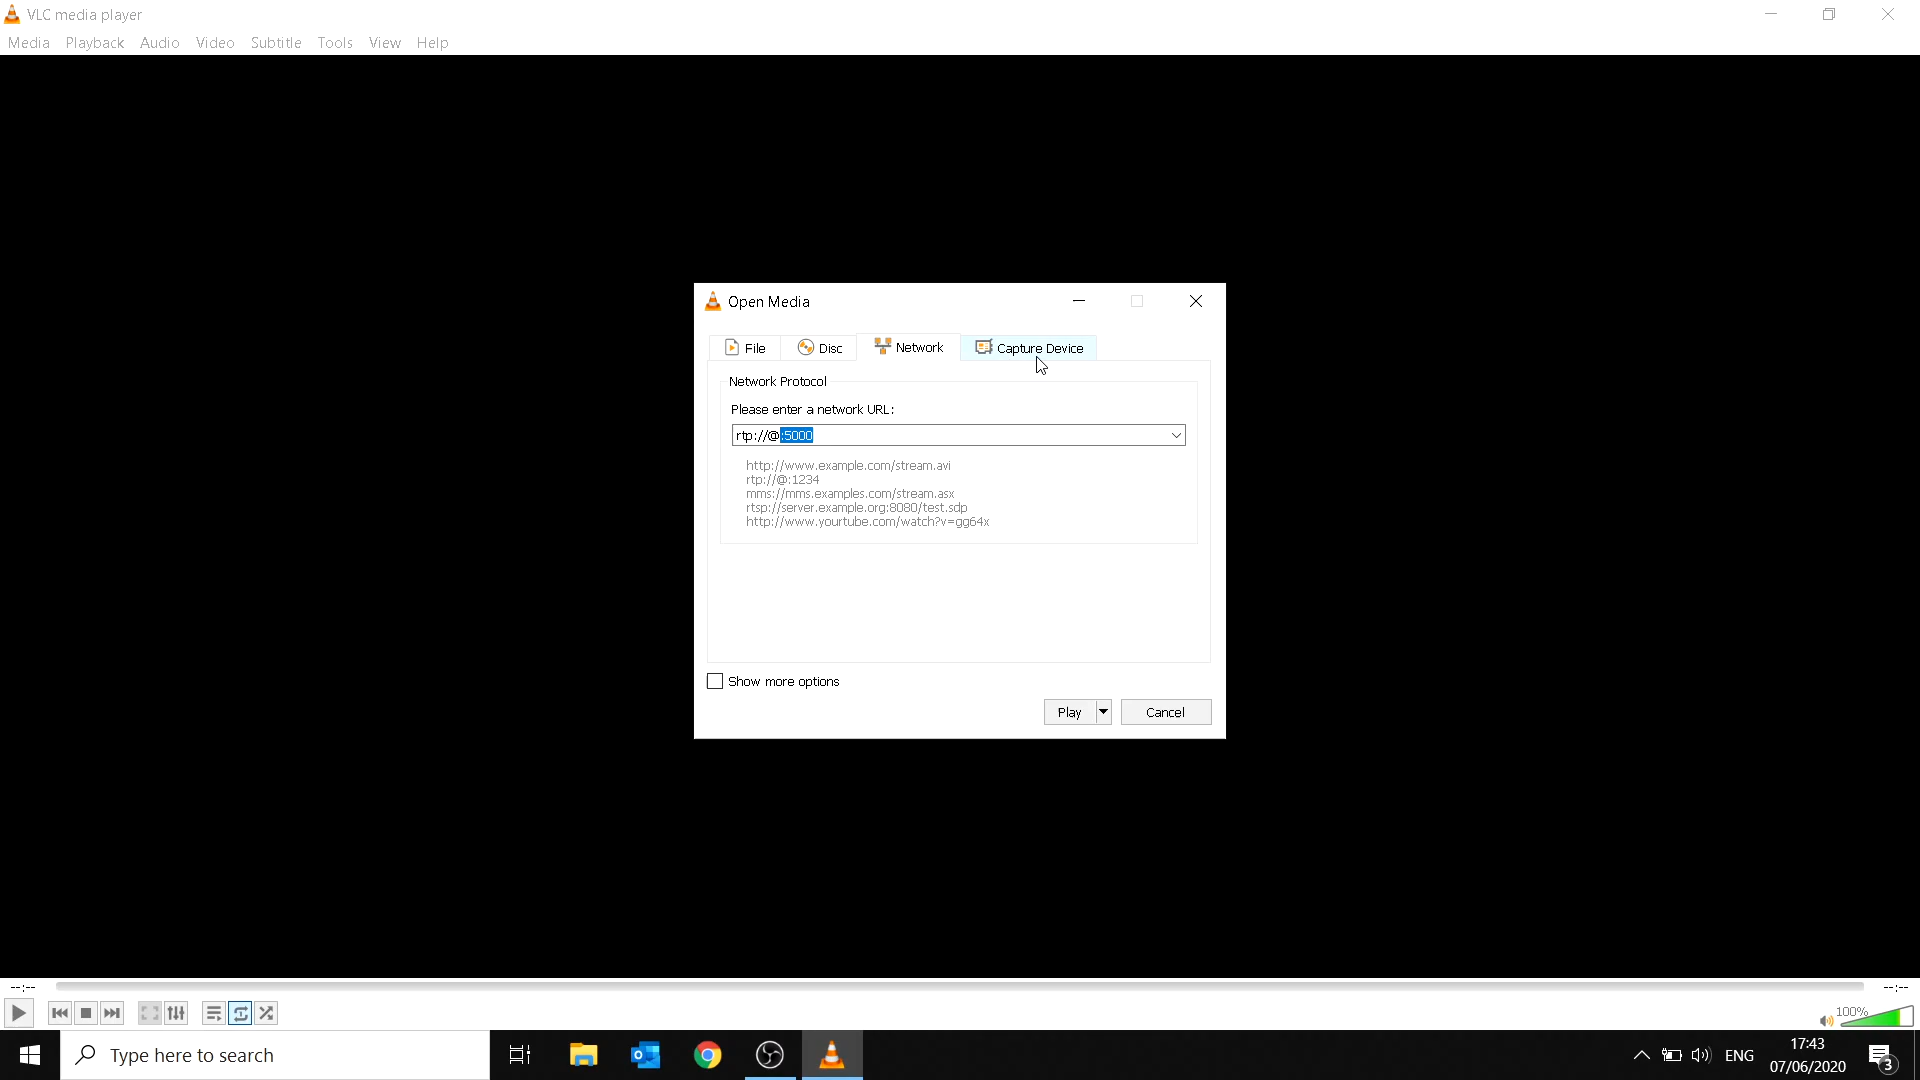 VLC media player
Media Playback Audio Video Subtitle Tools View Help
Open Media
File Disc Network Capture Device
Network Protocol
Please enter a network URL:
rtp://@:5000
http://www.example.com/stream.avi
rtp://@:1234
mms://mms.examples.com/stream.asx
rtsp://server.example.org:8080/test.sdp
http://www.yourtube.com/watch?v=gg64x
Show more options
Play Cancel
--:-- --:--
100%
Type here to search
ENG
17:43
07/06/2020
3